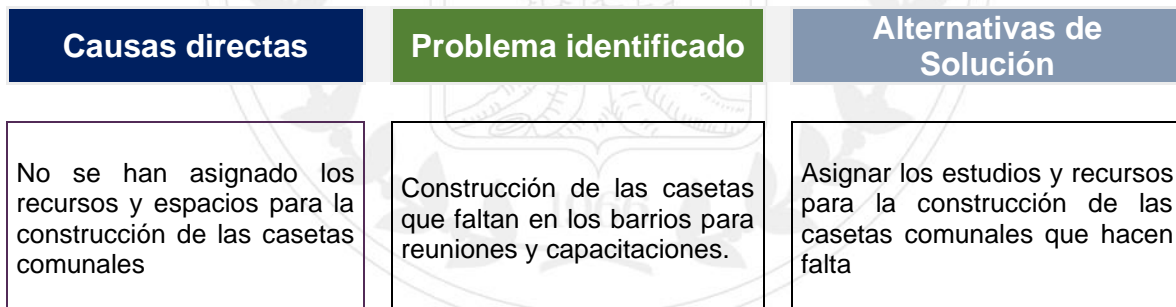 Causas directas
Problema identificado
Alternativas de
Solución
No se han asignado los
recursos y espacios para la
construcción de las casetas
comunales
Construcción de las casetas
que faltan en los barrios para
reuniones y capacitaciones.
Asignar los estudios y recursos
para la construcción de las
casetas comunales que hacen
falta
1966